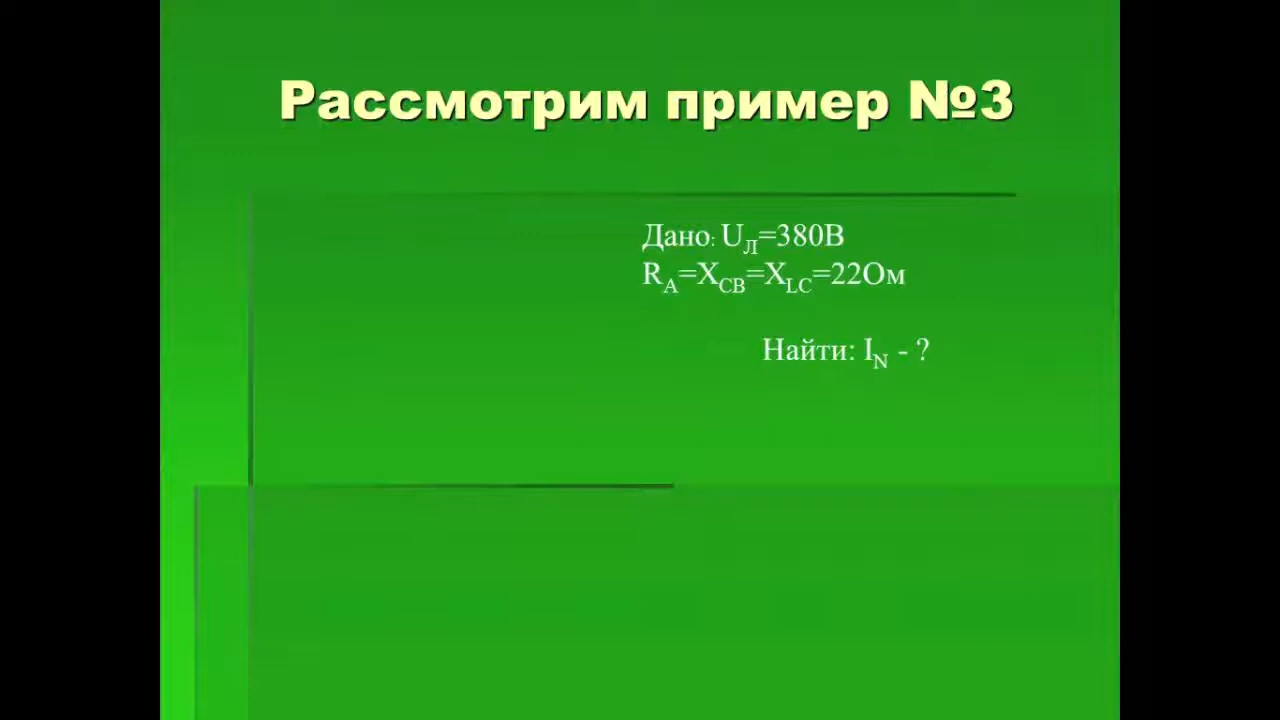 Рассмотрим пример №3
Дано: UЛ=380В
RA=XCB=XLC=22Ом
Найти: IN - ?